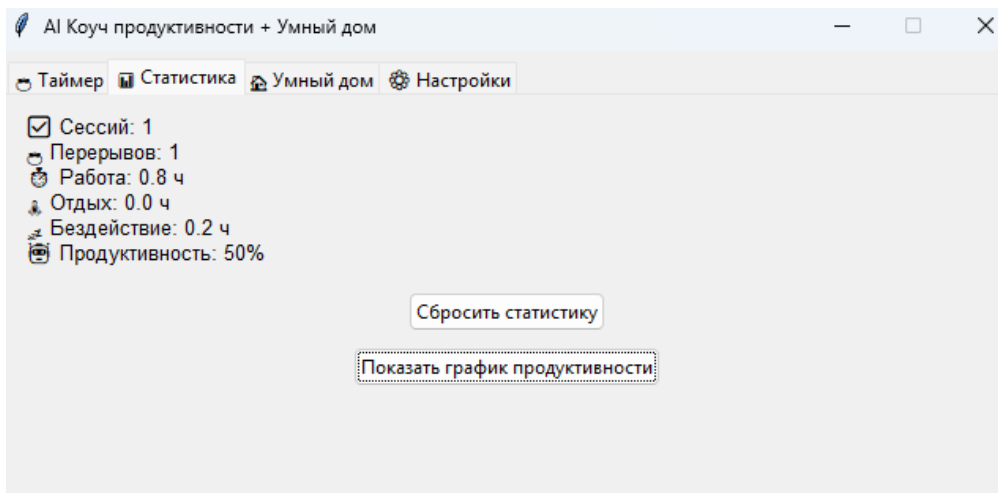 AI Коуч продуктивности + Умный дом
Таймер Статистика Умный дом Настройки
Сессий: 1
Перерывов: 1
Работа: 0.8 ч
Отдых: 0.0 ч
Бездействие: 0.2 ч
Продуктивность: 50%
Сбросить статистику
Показать график продуктивности